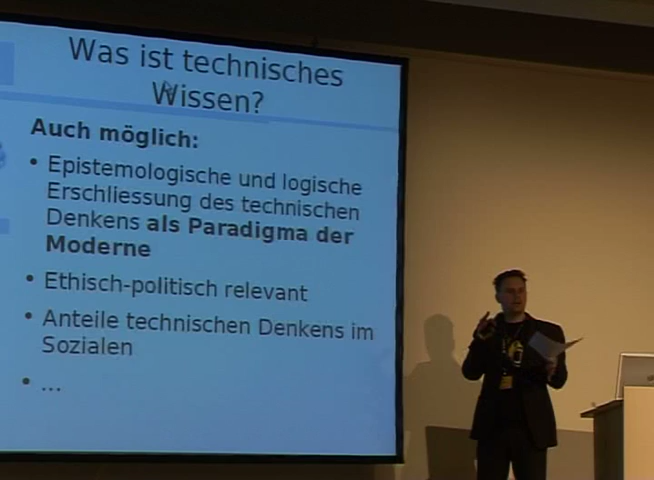 Was ist technisches
Wissen?
Auch möglich:
• Epistemologische und logische
Erschliessung des technischen
Denkens als Paradigma der
Moderne
• Ethisch-politisch relevant
• Anteile technischen Denkens im
Sozialen
• ...